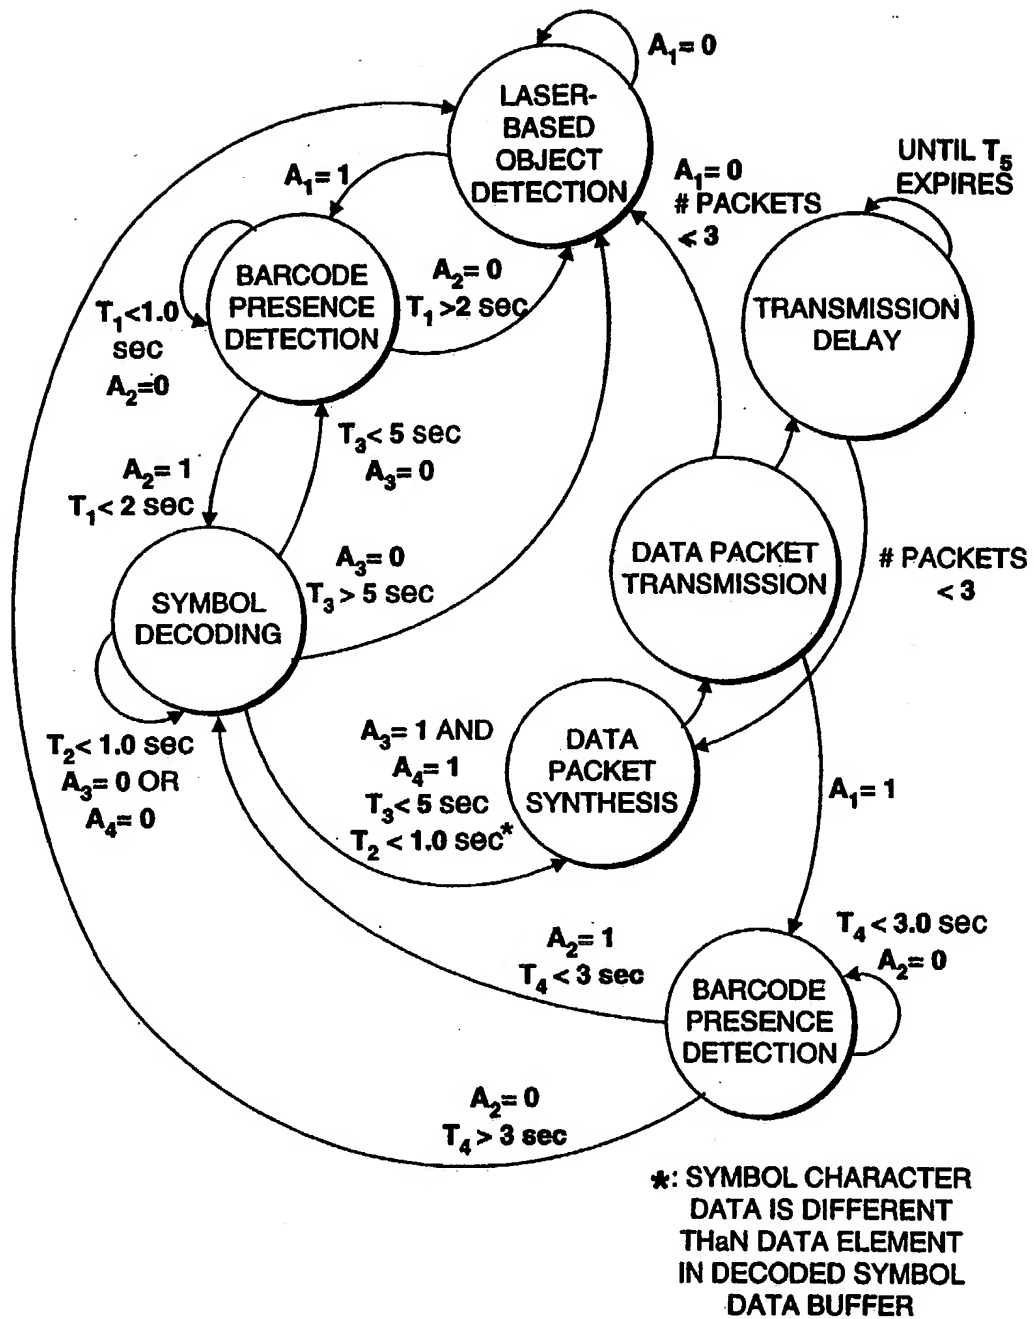 A₁= 0
LASER-
BASED
OBJECT
DETECTION
UNTIL T₅
EXPIRES
A₁= 0
# PACKETS
< 3
A₁= 1
BARCODE
PRESENCE
DETECTION
A₂= 0
T₁ >2 sec
T₁<1.0
sec
A₂=0
TRANSMISSION
DELAY
T₃< 5 sec
A₃= 0
A₂= 1
T₁< 2 sec
DATA PACKET
TRANSMISSION
# PACKETS
< 3
A₃= 0
T₃ > 5 sec
SYMBOL
DECODING
T₂< 1.0 sec
A₃= 0 OR
A₄= 0
A₃= 1 AND
A₄= 1
T₃< 5 sec
T₂ < 1.0 sec*
DATA
PACKET
SYNTHESIS
A₁= 1
T₄ < 3.0 sec
A₂= 0
A₂= 1
T₄ < 3 sec
BARCODE
PRESENCE
DETECTION
A₂= 0
T₄ > 3 sec
*: SYMBOL CHARACTER
DATA IS DIFFERENT
THaN DATA ELEMENT
IN DECODED SYMBOL
DATA BUFFER